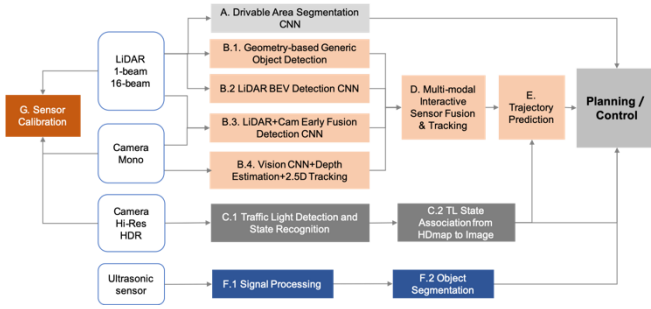 A. Drivable Area Segmentation
CNN
LiDAR
1-beam
16-beam
B.1. Geometry-based Generic
Object Detection
B.2 LiDAR BEV Detection CNN
G. Sensor
Calibration
D. Multi-modal
Interactive
Sensor Fusion
& Tracking
E.
Trajectory
Prediction
Planning /
Control
B.3. LiDAR+Cam Early Fusion
Detection CNN
Camera
Mono
B.4. Vision CNN+Depth
Estimation+2.5D Tracking
Camera
Hi-Res
HDR
C.1 Traffic Light Detection and
State Recognition
C.2 TL State
Association from
HDmap to Image
Ultrasonic
sensor
F.1 Signal Processing
F.2 Object
Segmentation